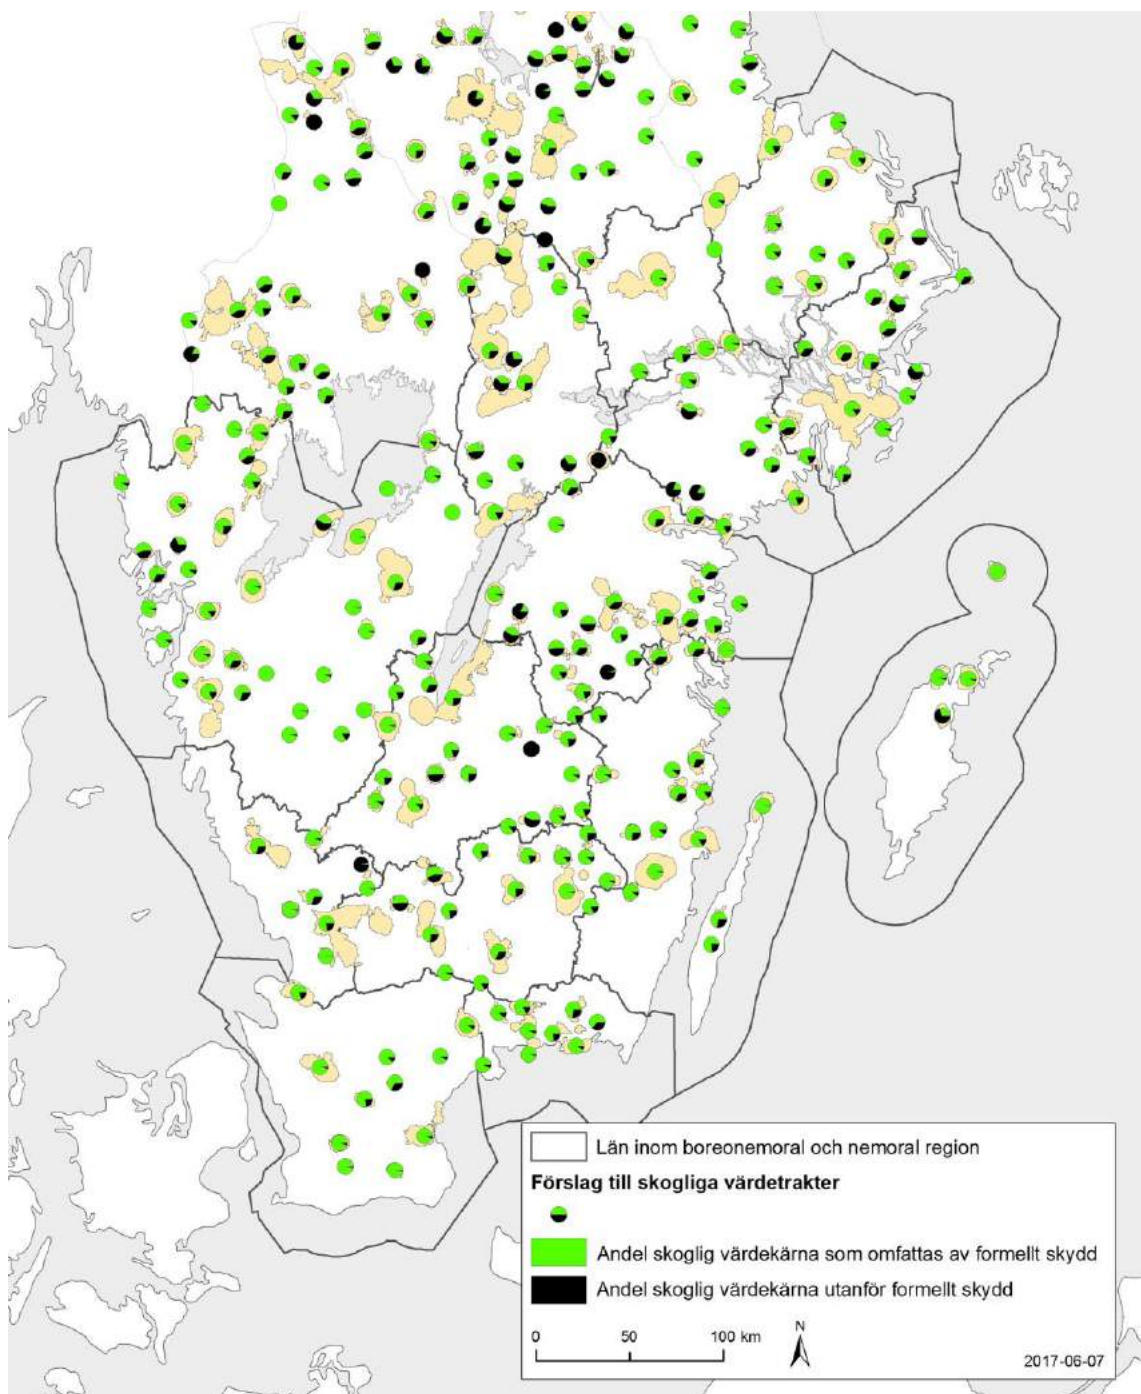 Län inom boreonemoral och nemoral region
Förslag till skogliga värdetrakter
Andel skoglig värdekärna som omfattas av formellt skydd
Andel skoglig värdekärna utanför formellt skydd
0 50 100 km
N
2017-06-07